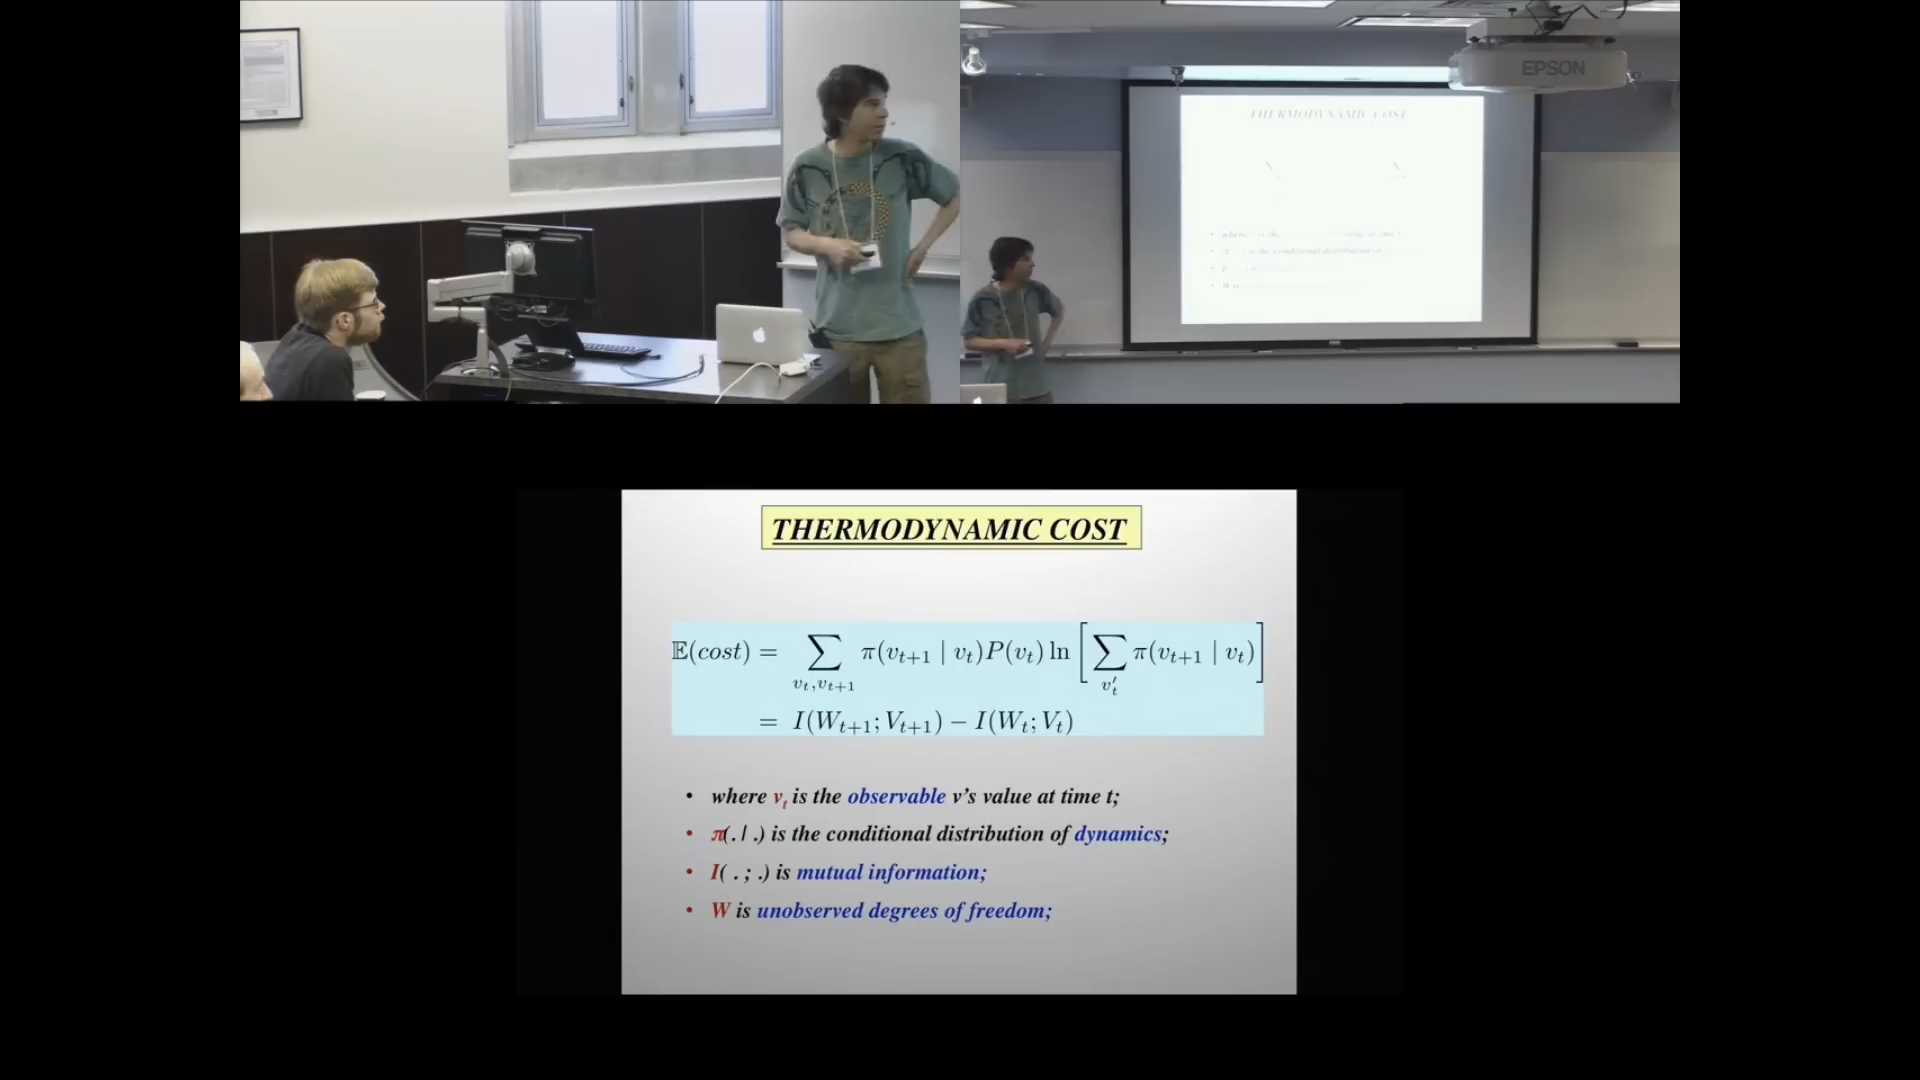 EPSON
THERMODYNAMIC COST
THERMODYNAMIC COST
𝔼(cost) = ∑_{v_t,v_{t+1}} π(v_{t+1} | v_t)P(v_t) ln [∑_{v'_t} π(v_{t+1} | v_t)]
= I(W_{t+1}; V_{t+1}) − I(W_t; V_t)
• where v_t is the observable v's value at time t;
• π(. | .) is the conditional distribution of dynamics;
• I( . ; .) is mutual information;
• W is unobserved degrees of freedom;